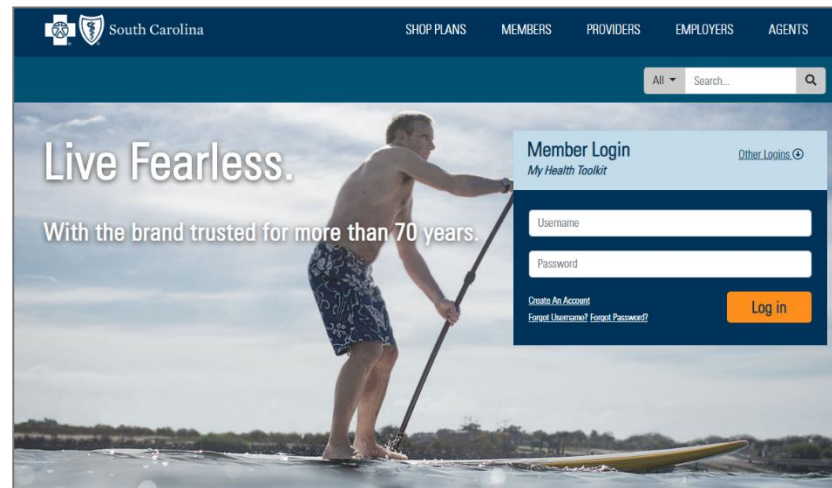 South Carolina
SHOP PLANS MEMBERS PROVIDERS EMPLOYERS AGENTS
All Search...
Live Fearless.
With the brand trusted for more than 70 years.
Member Login
Other Logins
My Health Toolkit
Username
Password
Create An Account
Forgot Username? Forgot Password?
Log in